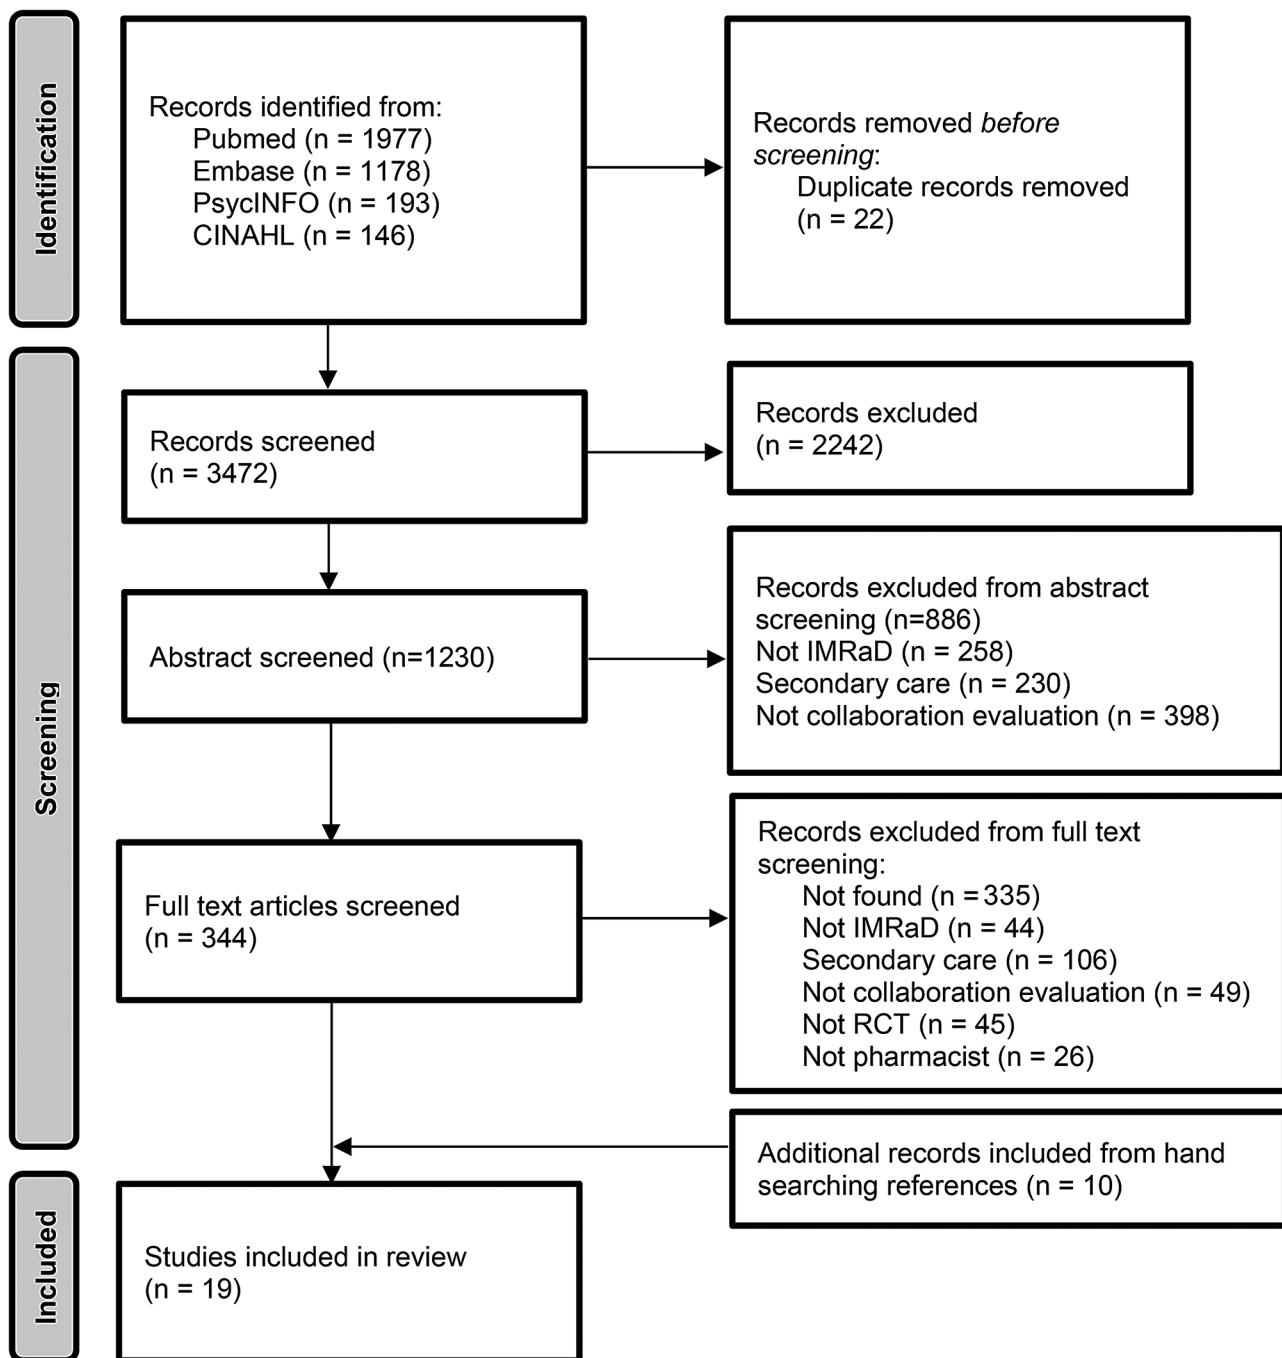 Identification
Records identified from:
Pubmed (n = 1977)
Embase (n = 1178)
PsycINFO (n = 193)
CINAHL (n = 146)
Records removed before
screening:
Duplicate records removed
(n = 22)
Screening
Records screened
(n = 3472)
Records excluded
(n = 2242)
Abstract screened (n=1230)
Records excluded from abstract
screening (n=886)
Not IMRaD (n = 258)
Secondary care (n = 230)
Not collaboration evaluation (n = 398)
Full text articles screened
(n = 344)
Records excluded from full text
screening:
Not found (n = 335)
Not IMRaD (n = 44)
Secondary care (n = 106)
Not collaboration evaluation (n = 49)
Not RCT (n = 45)
Not pharmacist (n = 26)
Additional records included from hand
searching references (n = 10)
Included
Studies included in review
(n = 19)